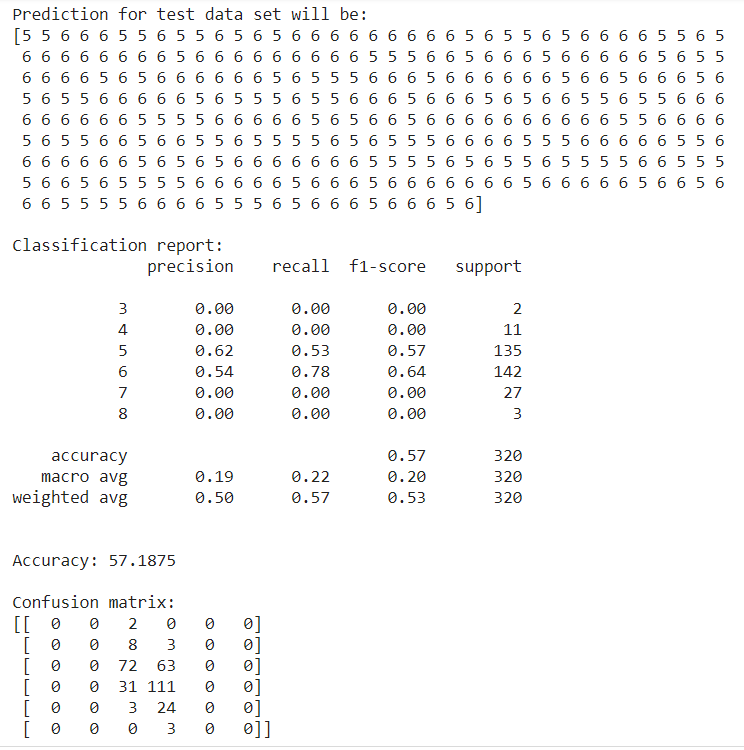 Prediction for test data set will be:
[5 5 6 6 6 5 5 6 5 5 6 5 6 5 6 6 6 6 6 6 6 6 6 5 6 5 5 6 5 6 6 6 6 5 5 6 5
6 6 6 6 6 6 6 6 5 6 6 6 6 6 6 6 6 6 5 5 5 6 6 5 6 6 6 5 6 6 6 6 5 6 5 5
6 6 6 6 5 6 5 6 6 6 6 6 6 5 6 5 5 5 6 6 6 5 6 6 6 6 6 6 5 6 6 5 6 6 6 5 6
5 6 5 5 6 6 6 6 6 5 6 5 5 5 6 5 5 6 6 6 5 6 6 6 5 6 5 6 6 5 5 6 5 5 6 6 6
6 6 6 6 6 6 5 5 5 5 6 6 6 6 6 5 6 6 6 6 6 6 6 6 6 6 6 6 6 6 6 5 5 6 6 6 6
5 6 5 5 6 6 5 6 6 5 5 6 5 5 5 5 6 5 6 5 5 5 6 6 6 6 5 5 5 6 6 6 6 6 5 5 6
6 6 6 6 6 6 6 5 6 5 6 5 6 6 6 6 6 6 5 5 5 5 5 6 5 6 5 5 6 5 5 5 5 6 6 5 5 5
5 6 6 5 6 5 5 5 5 6 6 6 6 6 5 6 6 6 5 6 6 6 6 6 6 6 5 6 6 6 6 6 5 6 6 5 6
6 6 5 5 5 5 6 6 6 6 5 5 5 6 5 6 6 6 5 6 6 6 5 6]
Classification report:
precision recall f1-score support
3 0.00 0.00 0.00 2
4 0.00 0.00 0.00 11
5 0.62 0.53 0.57 135
6 0.54 0.78 0.64 142
7 0.00 0.00 0.00 27
8 0.00 0.00 0.00 3
accuracy 0.57 320
macro avg 0.19 0.22 0.20 320
weighted avg 0.50 0.57 0.53 320
Accuracy: 57.1875
Confusion matrix:
[[ 0 0 2 0 0 0]
[ 0 0 8 3 0 0]
[ 0 0 72 63 0 0]
[ 0 0 31 111 0 0]
[ 0 0 3 24 0 0]
[ 0 0 0 3 0 0]]